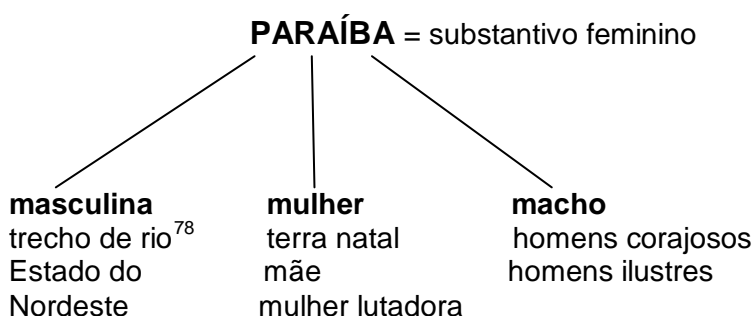 PARAÍBA = substantivo feminino
masculina mulher macho
trecho de rio78 terra natal homens corajosos
Estado do mãe homens ilustres
Nordeste mulher lutadora